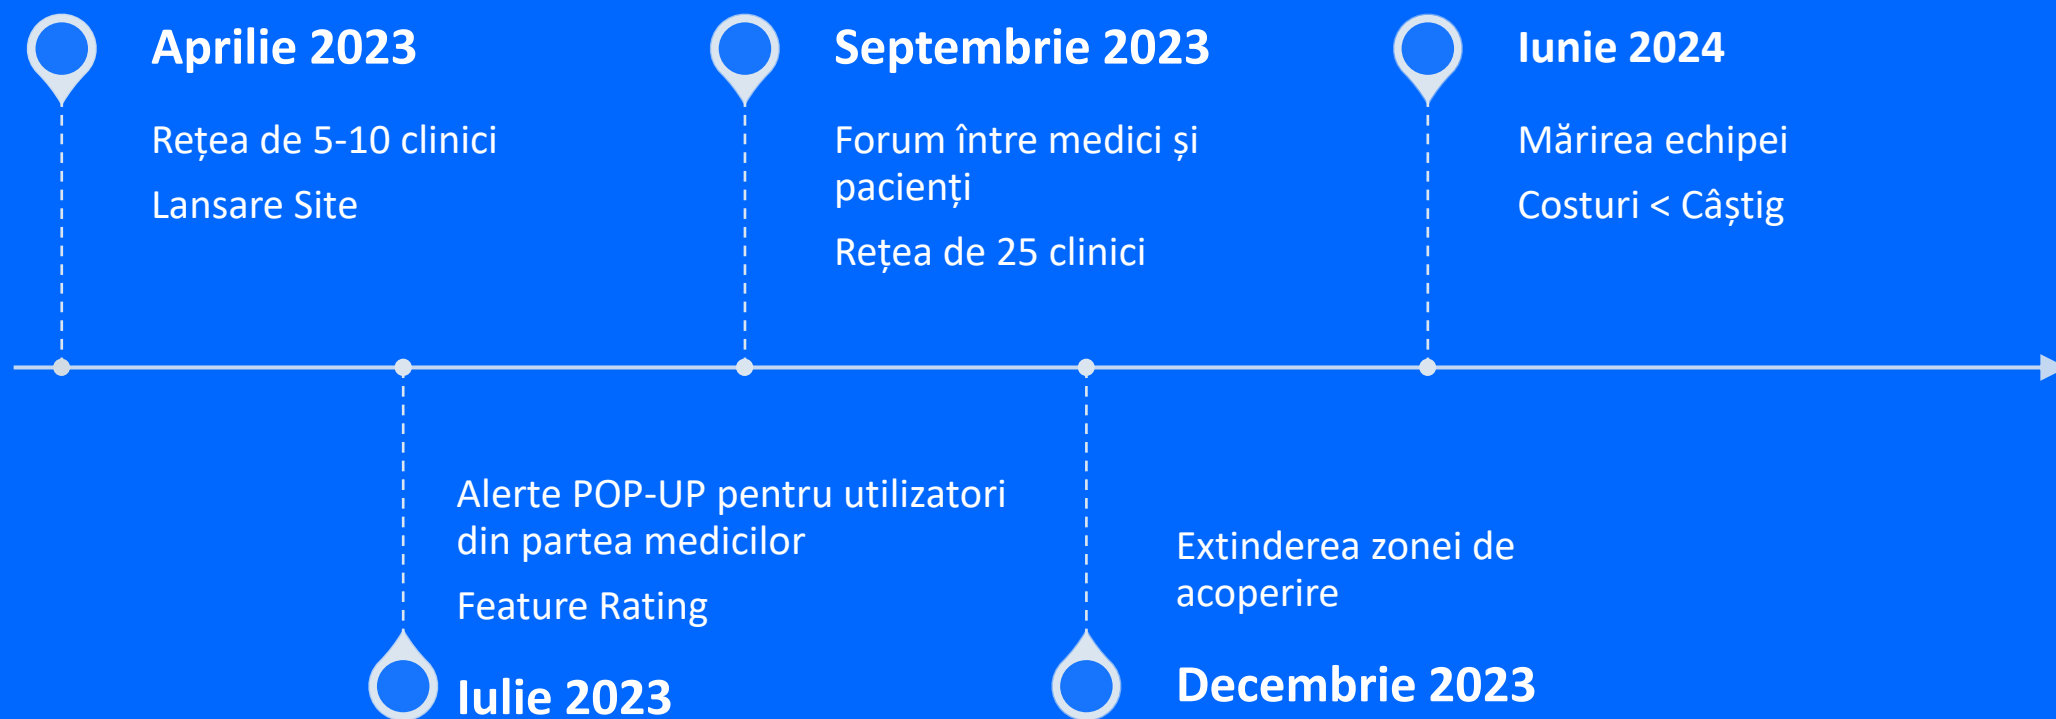 Aprilie 2023
Rețea de 5-10 clinici
Lansare Site
Septembrie 2023
Forum între medici și
pacienți
Rețea de 25 clinici
Iunie 2024
Mărirea echipei
Costuri < Câștig
Alerte POP-UP pentru utilizatori
din partea medicilor
Feature Rating
Iulie 2023
Extinderea zonei de
acoperire
Decembrie 2023